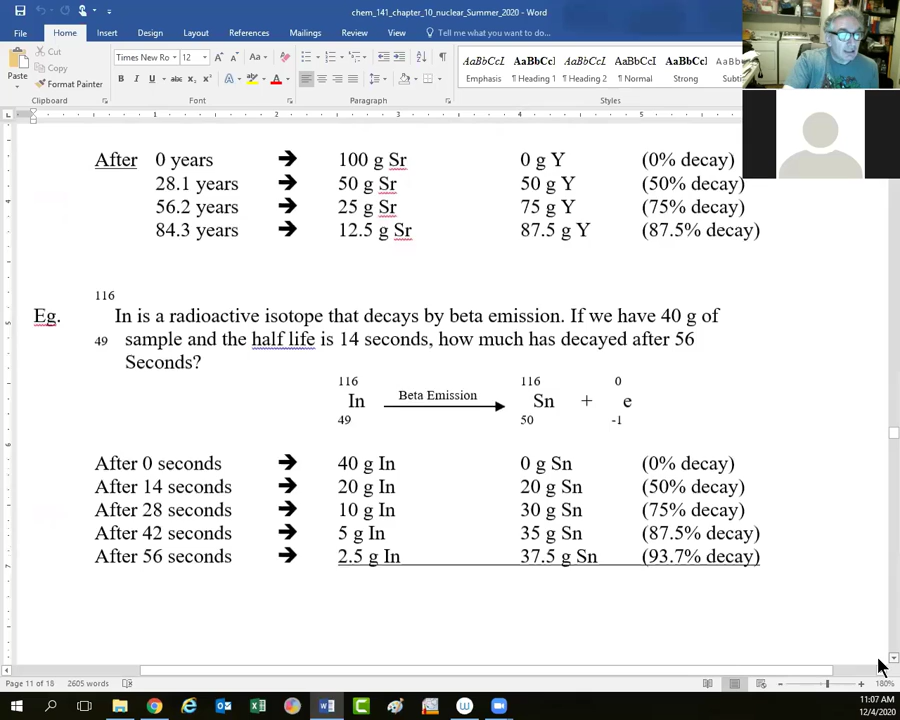 chem_141_chapter_10_nuclear_Summer_2020 - Word
File Home Insert Design Layout References Mailings Review View Tell me what you want to do...
Cut
Copy
Format Painter
Paste
Clipboard
Times New Ro 12
Font
Paragraph
AaBbCcI AaBbCcI AaBbCcI AaBbCcI AaBbCcI
Emphasis ¶ Heading 1 ¶ Heading 2 ¶ Normal Strong
Styles
1 2 3 4 5
After 0 years ➔ 100 g Sr 0 g Y (0% decay)
28.1 years ➔ 50 g Sr 50 g Y (50% decay)
56.2 years ➔ 25 g Sr 75 g Y (75% decay)
84.3 years ➔ 12.5 g Sr 87.5 g Y (87.5% decay)
116
Eg. In is a radioactive isotope that decays by beta emission. If we have 40 g of
49 sample and the half life is 14 seconds, how much has decayed after 56
Seconds?
116 116 0
In Beta Emission Sn + e
49 50 -1
After 0 seconds ➔ 40 g In 0 g Sn (0% decay)
After 14 seconds ➔ 20 g In 20 g Sn (50% decay)
After 28 seconds ➔ 10 g In 30 g Sn (75% decay)
After 42 seconds ➔ 5 g In 35 g Sn (87.5% decay)
After 56 seconds ➔ 2.5 g In 37.5 g Sn (93.7% decay)
Page 11 of 18 2605 words 180%
11:07 AM
12/4/2020